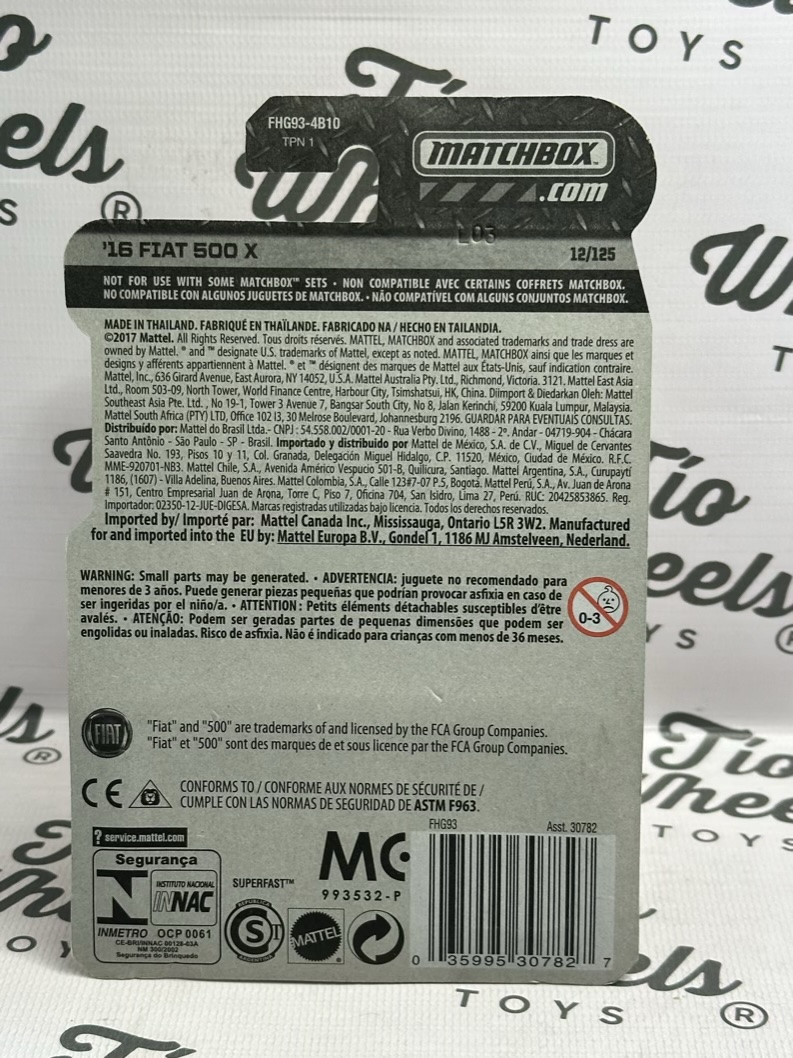 TOYS
FHG93-4B10
TPN 1
MATCHBOX™
.com
L03
'16 FIAT 500 X
12/125
NOT FOR USE WITH SOME MATCHBOX™ SETS • NON COMPATIBLE AVEC CERTAINS COFFRETS MATCHBOX.
NO COMPATIBLE CON ALGUNOS JUGUETES DE MATCHBOX. • NÃO COMPATÍVEL COM ALGUNS CONJUNTOS MATCHBOX.
MADE IN THAILAND. FABRIQUÉ EN THAÏLANDE. FABRICADO NA / HECHO EN TAILANDIA.
©2017 Mattel. All Rights Reserved. Tous droits réservés. MATTEL, MATCHBOX and associated trademarks and trade dress are
owned by Mattel. ® and ™ designate U.S. trademarks of Mattel, except as noted. MATTEL, MATCHBOX ainsi que les marques et
designs y afférents appartiennent à Mattel. ® et ™ désignent des marques de Mattel aux États-Unis, sauf indication contraire.
Mattel, Inc., 636 Girard Avenue, East Aurora, NY 14052, U.S.A. Mattel Australia Pty. Ltd., Richmond, Victoria. 3121. Mattel East Asia
Ltd., Room 503-09, North Tower, World Finance Centre, Harbour City, Tsimshatsui, HK, China. Diimport & Diedarkan Oleh: Mattel
Southeast Asia Pte. Ltd., No 19-1, Tower 3 Avenue 7, Bangsar South City, No 8, Jalan Kerinchi, 59200 Kuala Lumpur, Malaysia.
Mattel South Africa (PTY) LTD, Office 102 I3, 30 Melrose Boulevard, Johannesburg 2196. GUARDAR PARA EVENTUAIS CONSULTAS.
Distribuído por: Mattel do Brasil Ltda.- CNPJ : 54.558.002/0001-20 - Rua Verbo Divino, 1488 - 2º. Andar - 04719-904 - Chácara
Santo Antônio - São Paulo - SP - Brasil. Importado y distribuido por Mattel de México, S.A. de C.V., Miguel de Cervantes
Saavedra No. 193, Pisos 10 y 11, Col. Granada, Delegación Miguel Hidalgo, C.P. 11520, México, Ciudad de México. R.F.C.
MME-920701-NB3. Mattel Chile, S.A., Avenida Américo Vespucio 501-B, Quilicura, Santiago. Mattel Argentina, S.A., Curupaytí
1186, (1607) - Villa Adelina, Buenos Aires. Mattel Colombia, S.A., Calle 123#7-07 P.5, Bogotá. Mattel Perú, S.A., Av. Juan de Arona
# 151, Centro Empresarial Juan de Arona, Torre C, Piso 7, Oficina 704, San Isidro, Lima 27, Perú. RUC: 20425853865. Reg.
Importador: 02350-12-JUE-DIGESA. Marcas registradas utilizadas bajo licencia. Todos los derechos reservados.
Imported by/ Importé par: Mattel Canada Inc., Mississauga, Ontario L5R 3W2. Manufactured
for and imported into the EU by: Mattel Europa B.V., Gondel 1, 1186 MJ Amstelveen, Nederland.
WARNING: Small parts may be generated. • ADVERTENCIA: juguete no recomendado para
menores de 3 años. Puede generar piezas pequeñas que podrían provocar asfixia en caso de
ser ingeridas por el niño/a. • ATTENTION : Petits éléments détachables susceptibles d'être
avalés. • ATENÇÃO: Podem ser geradas partes de pequenas dimensões que podem ser
engolidas ou inaladas. Risco de asfixia. Não é indicado para crianças com menos de 36 meses.
0-3
FIAT
"Fiat" and "500" are trademarks of and licensed by the FCA Group Companies.
"Fiat" et "500" sont des marques de et sous licence par the FCA Group Companies.
CE
CONFORMS TO / CONFORME AUX NORMES DE SÉCURITÉ DE /
CUMPLE CON LAS NORMAS DE SEGURIDAD DE ASTM F963.
? service.mattel.com
Segurança
INSTITUTO NACIONAL
INNAC
INMETRO OCP 0061
CE-BRI/INNAC 00128-03A
NM 300/2002
Segurança do Brinquedo
SUPERFAST™
REPUBLICA
S
ARGENTINA
MATTEL
®
MC
993532-P
FHG93
Asst. 30782
0 35995 30782 7
Tío
Wheels
TOYS ®